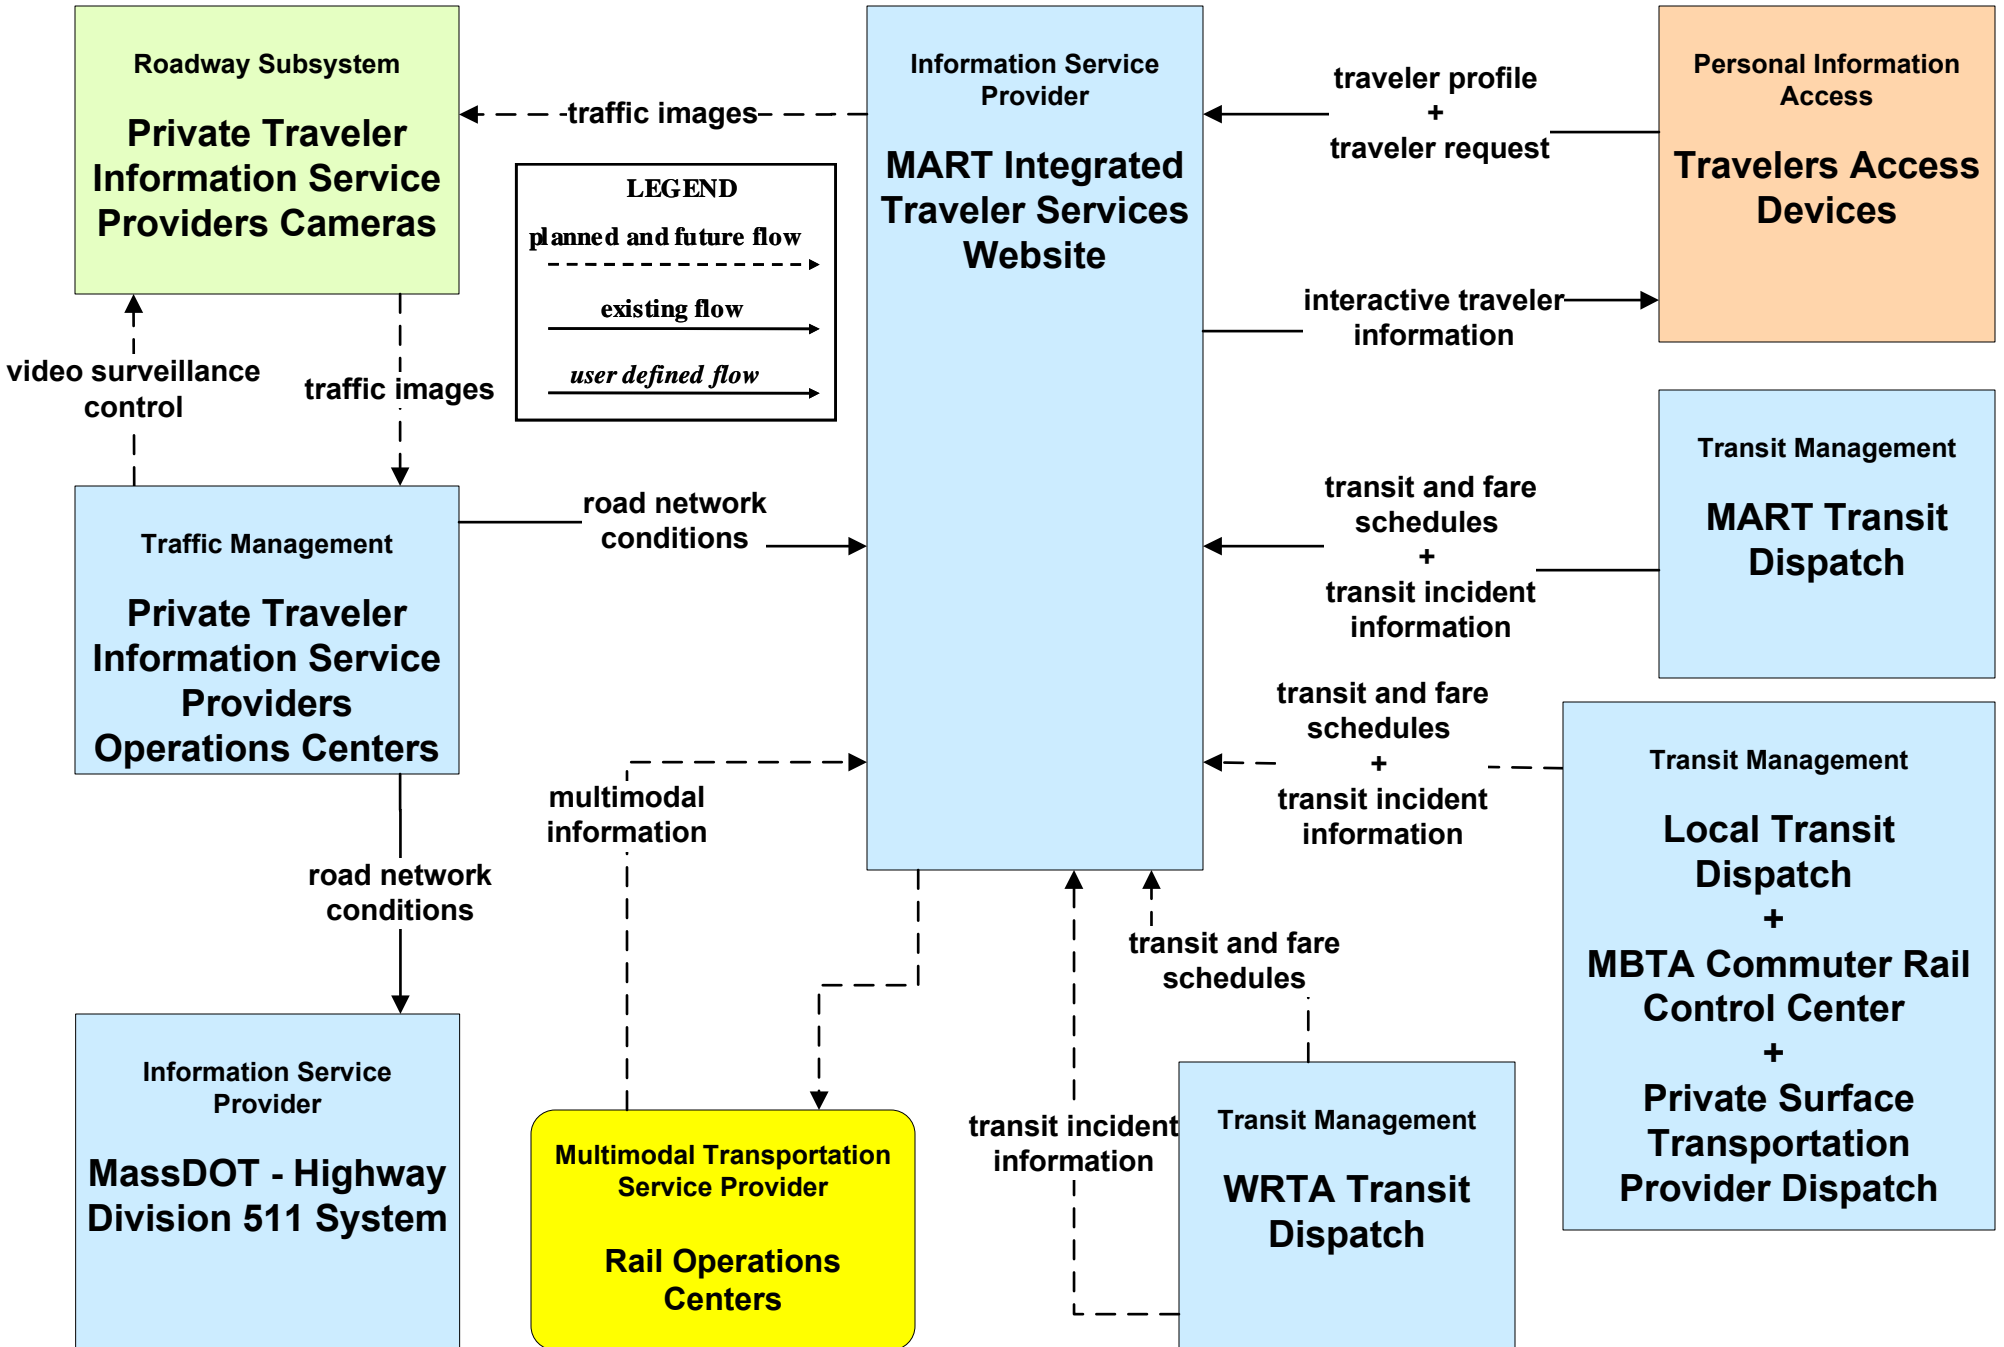 Roadway Subsystem
Private Traveler
Information Service
Providers Cameras
traffic images
Information Service
Provider
MART Integrated
Traveler Services
Website
traveler profile
+
traveler request
Personal Information
Access
Travelers Access
Devices
LEGEND
planned and future flow
existing flow
user defined flow
interactive traveler
information
video surveillance
control
traffic images
Transit Management
MART Transit
Dispatch
transit and fare
schedules
+
transit incident
information
road network
conditions
Traffic Management
Private Traveler
Information Service
Providers
Operations Centers
transit and fare
schedules
+
transit incident
information
Transit Management
Local Transit
Dispatch
+
MBTA Commuter Rail
Control Center
+
Private Surface
Transportation
Provider Dispatch
multimodal
information
road network
conditions
transit and fare
schedules
Information Service
Provider
MassDOT - Highway
Division 511 System
Multimodal Transportation
Service Provider
Rail Operations
Centers
transit incident
information
Transit Management
WRTA Transit
Dispatch